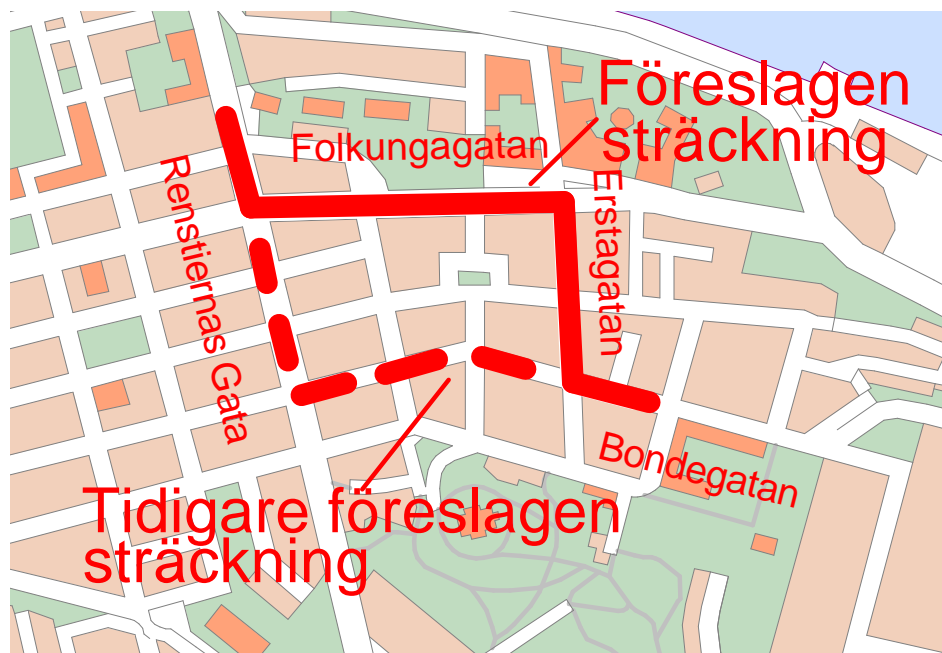 Föreslagen
sträckning
Folkungagatan
Renstiernas Gata
Erstagatan
Bondegatan
Tidigare föreslagen
sträckning